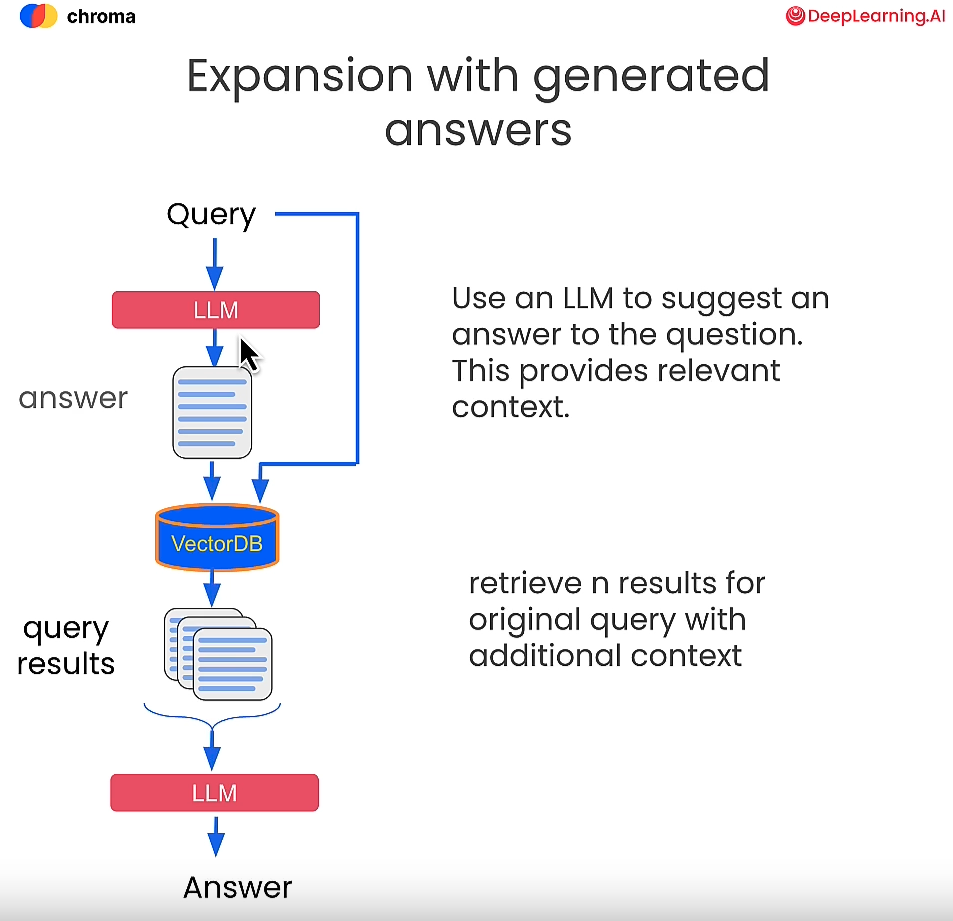 chroma
DeepLearning.AI
Expansion with generated
answers
Query
LLM
Use an LLM to suggest an
answer to the question.
This provides relevant
context.
answer
VectorDB
retrieve n results for
original query with
additional context
query
results
LLM
Answer